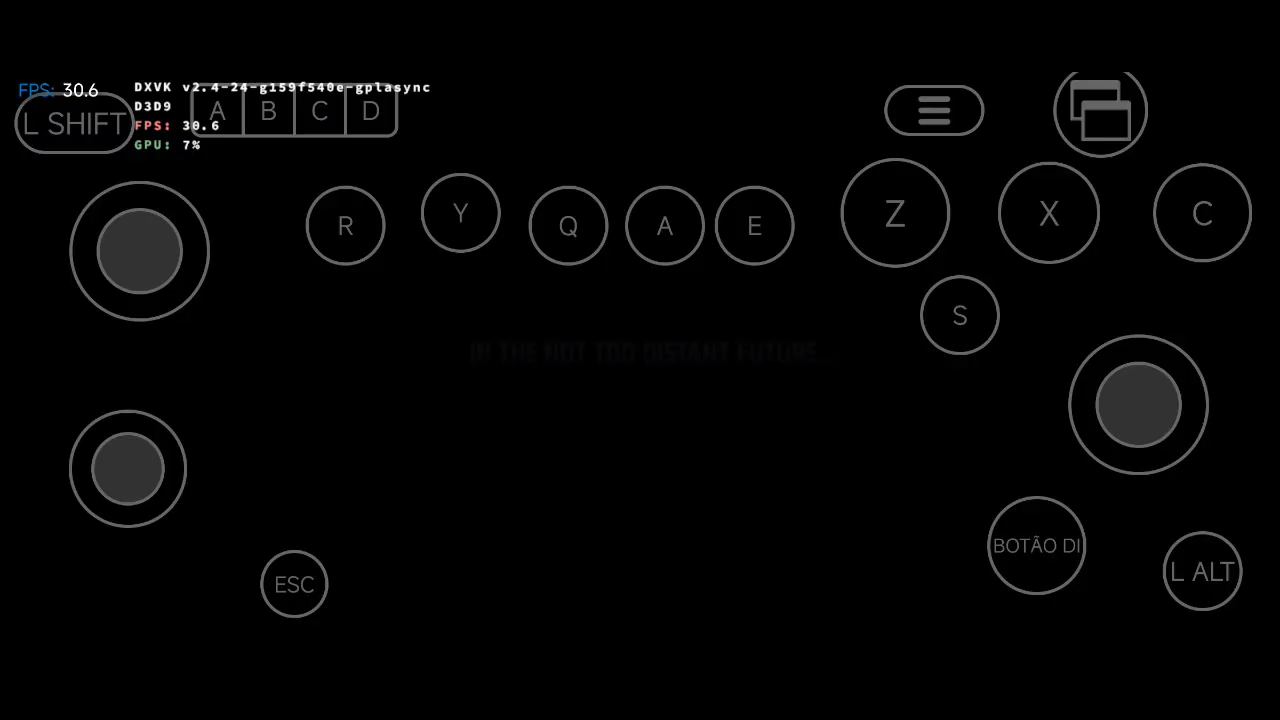 FPS: 30.6
DXVK v2.4-24-g159f540e-gplasync
D3D9
FPS: 30.6
GPU: 7%
L SHIFT
A B C D
R
Y
Q
A
E
Z
X
C
S
IN THE NOT TOO DISTANT FUTURE...
BOTÃO DI
L ALT
ESC